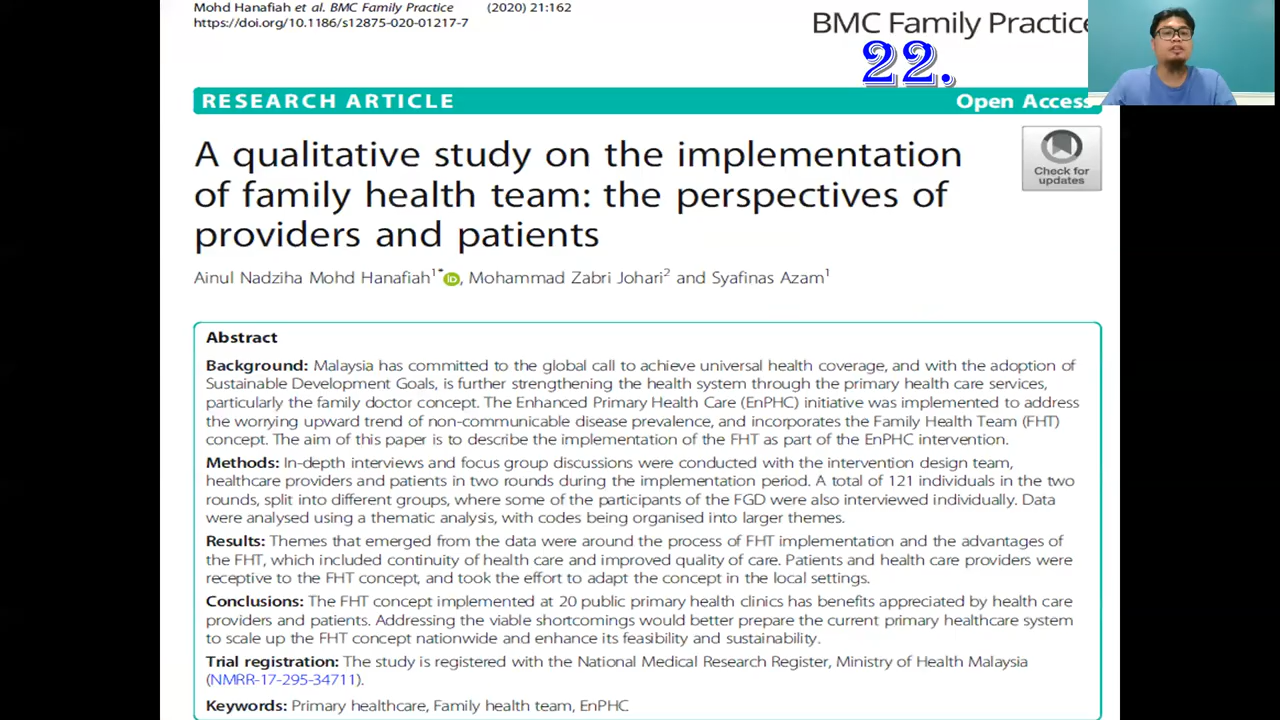 Mohd Hanafiah et al. BMC Family Practice (2020) 21:162
https://doi.org/10.1186/s12875-020-01217-7
BMC Family Practice
22.
RESEARCH ARTICLE Open Access
A qualitative study on the implementation
of family health team: the perspectives of
providers and patients
Check for
updates
Ainul Nadziha Mohd Hanafiah1* iD, Mohammad Zabri Johari2 and Syafinas Azam1
Abstract
Background: Malaysia has committed to the global call to achieve universal health coverage, and with the adoption of
Sustainable Development Goals, is further strengthening the health system through the primary health care services,
particularly the family doctor concept. The Enhanced Primary Health Care (EnPHC) initiative was implemented to address
the worrying upward trend of non-communicable disease prevalence, and incorporates the Family Health Team (FHT)
concept. The aim of this paper is to describe the implementation of the FHT as part of the EnPHC intervention.
Methods: In-depth interviews and focus group discussions were conducted with the intervention design team,
healthcare providers and patients in two rounds during the implementation period. A total of 121 individuals in the two
rounds, split into different groups, where some of the participants of the FGD were also interviewed individually. Data
were analysed using a thematic analysis, with codes being organised into larger themes.
Results: Themes that emerged from the data were around the process of FHT implementation and the advantages of
the FHT, which included continuity of health care and improved quality of care. Patients and health care providers were
receptive to the FHT concept, and took the effort to adapt the concept in the local settings.
Conclusions: The FHT concept implemented at 20 public primary health clinics has benefits appreciated by health care
providers and patients. Addressing the viable shortcomings would better prepare the current primary healthcare system
to scale up the FHT concept nationwide and enhance its feasibility and sustainability.
Trial registration: The study is registered with the National Medical Research Register, Ministry of Health Malaysia
(NMRR-17-295-34711).
Keywords: Primary healthcare, Family health team, EnPHC